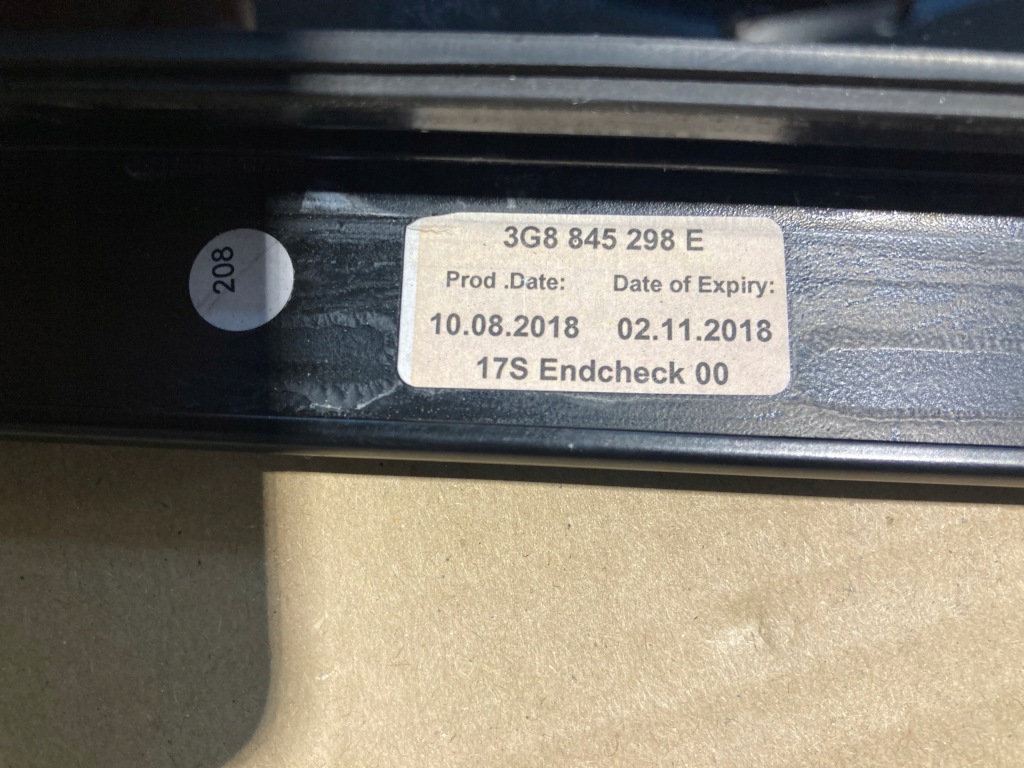 208
3G8 845 298 E
Prod .Date: Date of Expiry:
10.08.2018 02.11.2018
17S Endcheck 00